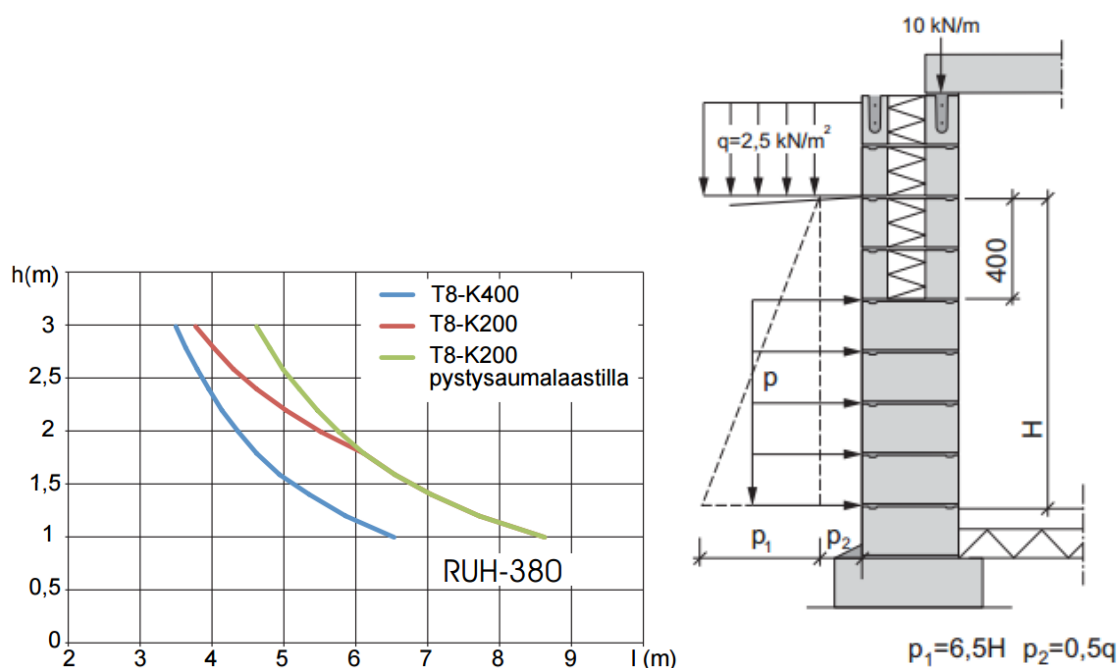 h(m)
3
2,5
2
1,5
1
0,5
0
2 3 4 5 6 7 8 9 l (m)
T8-K400
T8-K200
T8-K200
pystysaumalaastilla
RUH-380
10 kN/m
q=2,5 kN/m²
400
H
p
p₁ p₂
p₁=6,5H p₂=0,5q